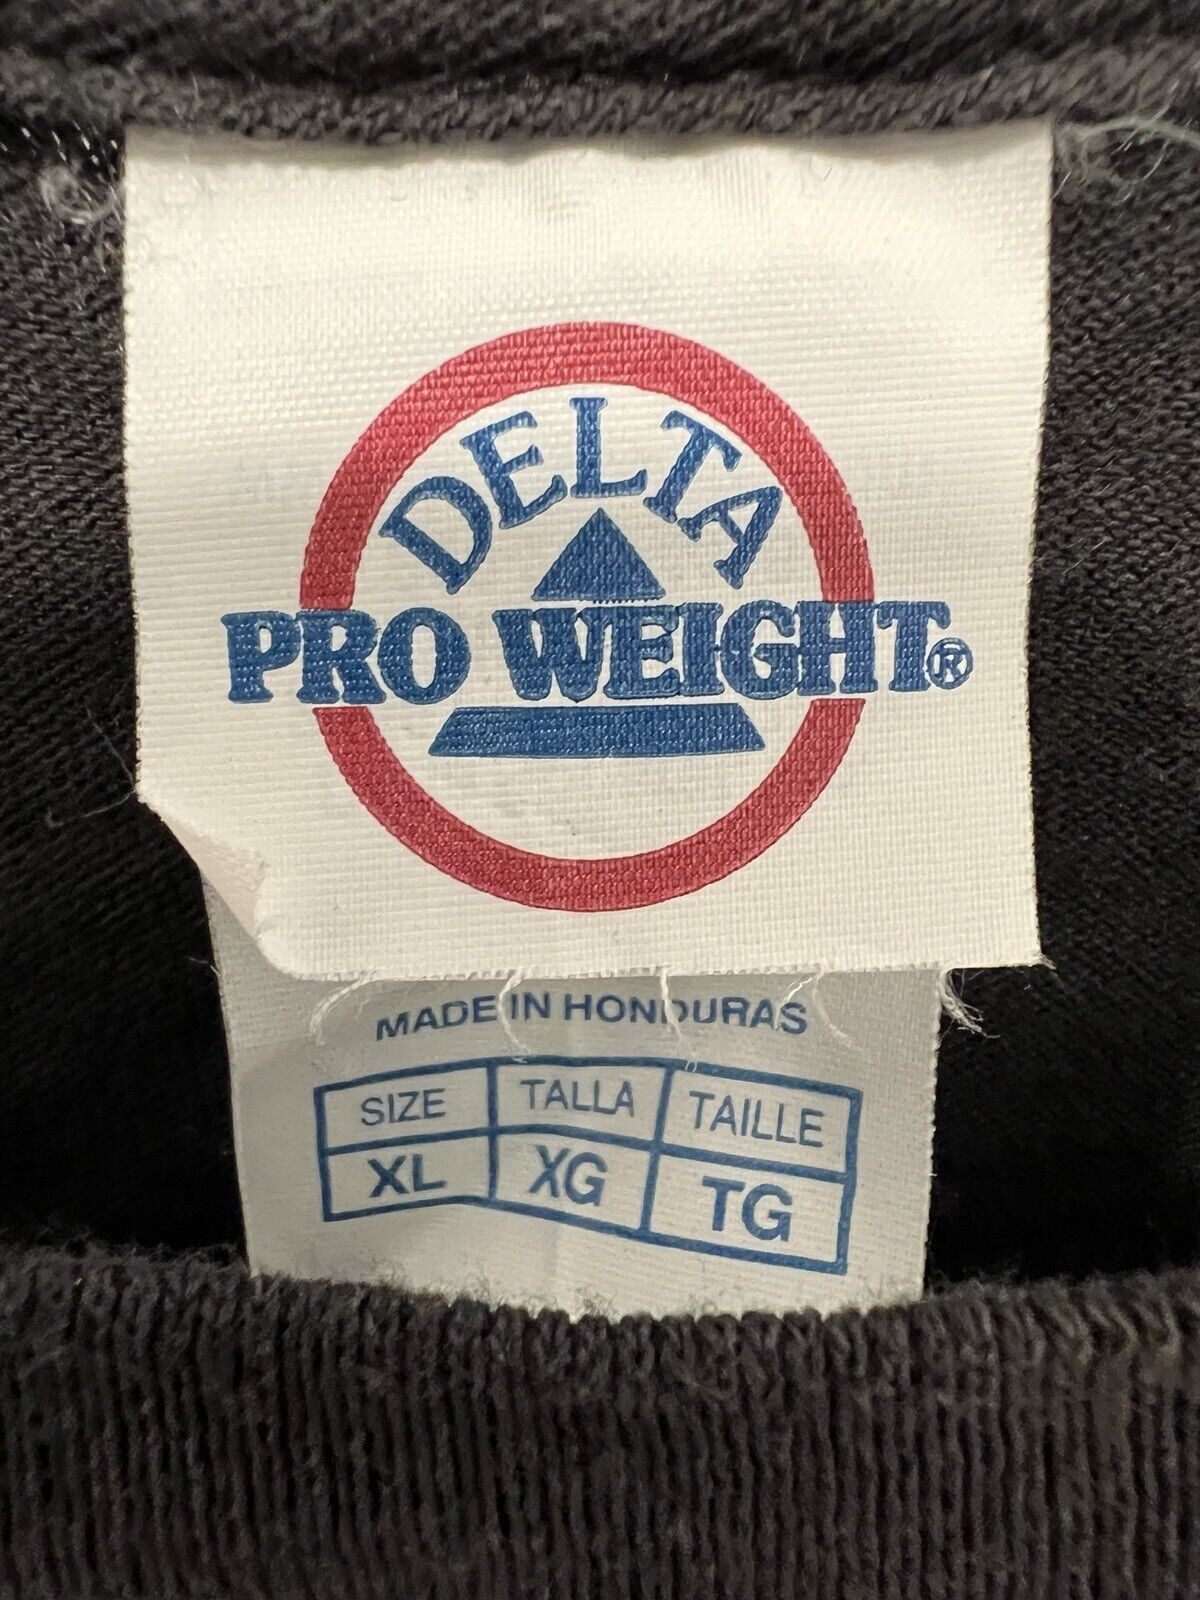 DELTA
PRO WEIGHT®
MADE IN HONDURAS
SIZE TALLA TAILLE
XL XG TG